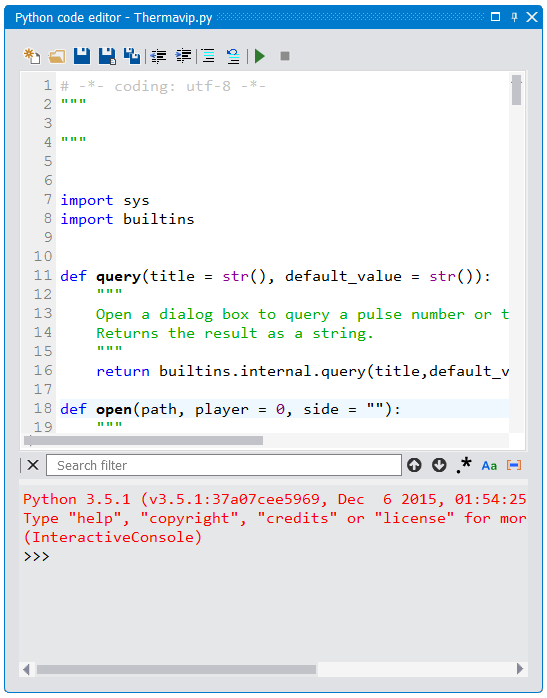 Python code editor - Thermavip.py
1 # -*- coding: utf-8 -*-
2 """
3
4 """
5
6
7 import sys
8 import builtins
9
10
11 def query(title = str(), default_value = str()):
12     """
13     Open a dialog box to query a pulse number or t
14     Returns the result as a string.
15     """
16     return builtins.internal.query(title,default_v
17
18 def open(path, player = 0, side = ""):
19     """
Search filter
.* Aa
Python 3.5.1 (v3.5.1:37a07cee5969, Dec  6 2015, 01:54:25
Type "help", "copyright", "credits" or "license" for mor
(InteractiveConsole)
>>>